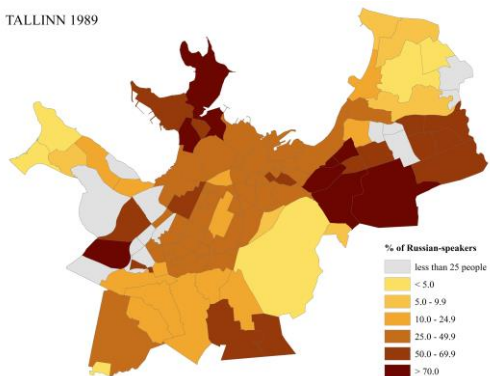 TALLINN 1989
% of Russian-speakers
less than 25 people
< 5.0
5.0 - 9.9
10.0 - 24.9
25.0 - 49.9
50.0 - 69.9
> 70.0